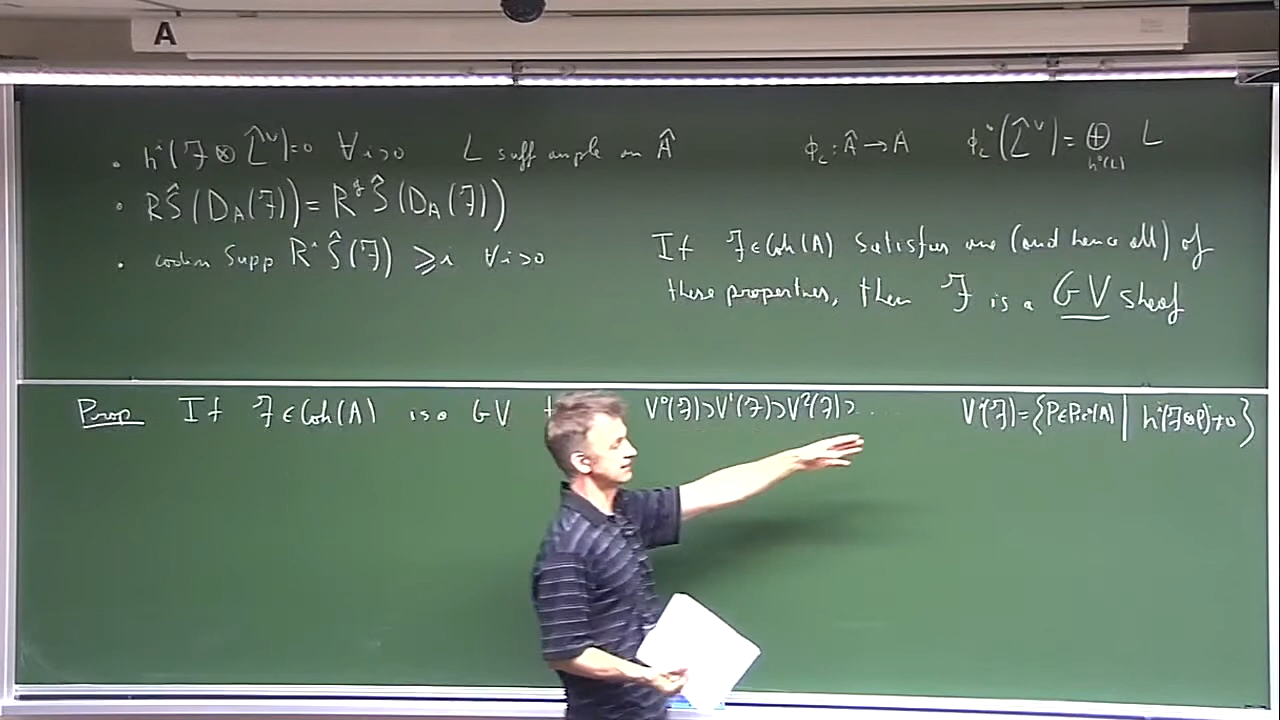 A
· hⁱ(ℱ ⊗ L̂^∨)=0 ∀ i>0 L suff ample on Â
φ_L : Â → A φ_L^*(L̂^∨) = ⊕_{h⁰(L)} L
· RŜ(D_A(ℱ)) = R^gŜ(D_A(ℱ))
· codim Supp RⁱŜ(ℱ) ⩾ i ∀ i>0
If ℱ ∈ Coh(A) satisfies one (and hence all) of
these properties, then ℱ is a GV sheaf
Prop If ℱ ∈ Coh(A) is a GV V⁰(ℱ)⊃V¹(ℱ)⊃V²(ℱ)⊃.... Vⁱ(ℱ)={P∈Pic⁰(A) | hⁱ(ℱ⊗P)≠0}